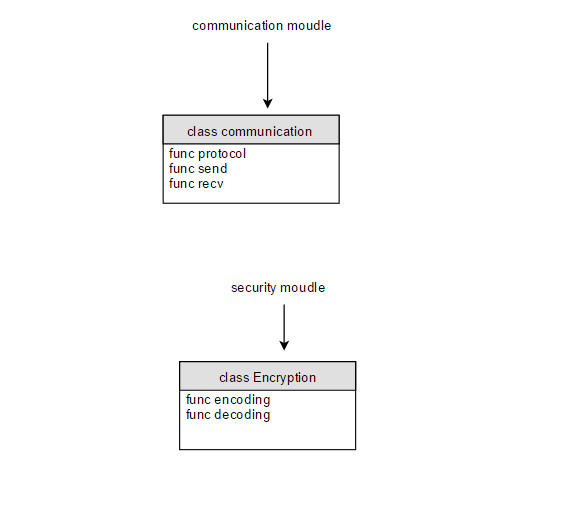 communication moudle
class communication
func protocol
func send
func recv
security moudle
class Encryption
func encoding
func decoding